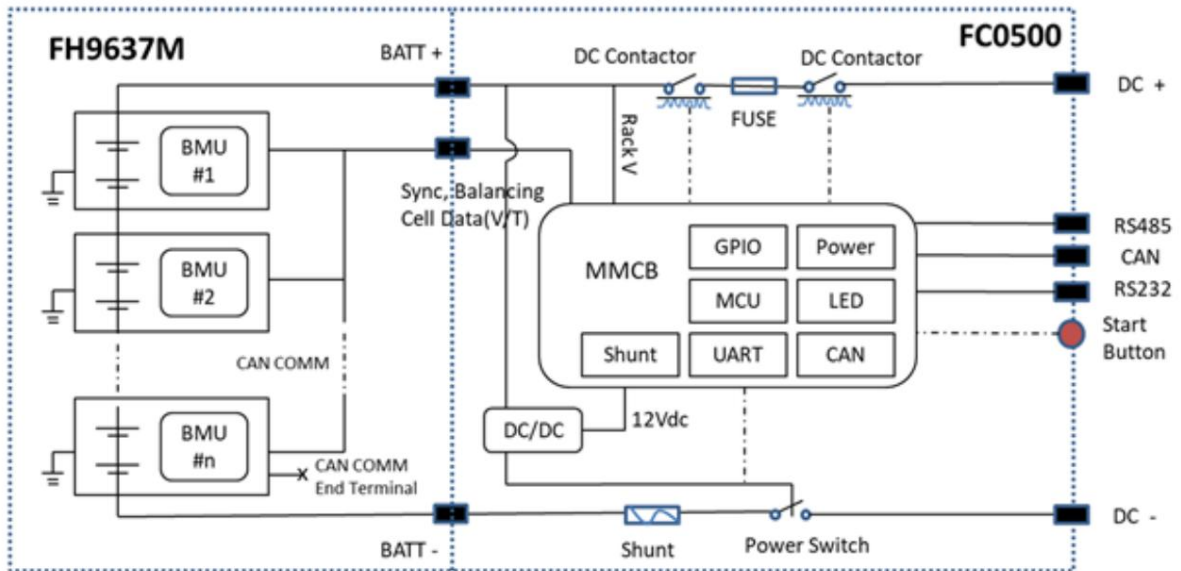 FH9637M
FC0500
BATT +
DC Contactor
DC Contactor
DC +
FUSE
Rack V
BMU
#1
Sync, Balancing
Cell Data(V/T)
BMU
#2
MMCB
GPIO
Power
MCU
LED
Shunt
UART
CAN
RS485
CAN
RS232
Start
Button
CAN COMM
DC/DC
12Vdc
BMU
#n
CAN COMM
End Terminal
BATT -
Shunt
Power Switch
DC -